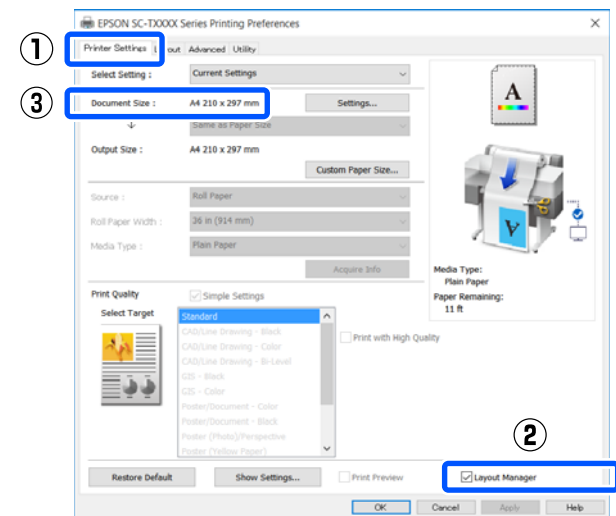 EPSON SC-TXXXX Series Printing Preferences
① Printer Settings Layout Advanced Utility
Select Setting : Current Settings
③ Document Size : A4 210 x 297 mm Settings...
Same as Paper Size
Output Size : A4 210 x 297 mm
Custom Paper Size...
Source : Roll Paper
Roll Paper Width : 36 in (914 mm)
Media Type : Plain Paper
Acquire Info
A
A
Media Type:
Plain Paper
Paper Remaining:
11 ft
Print Quality Simple Settings
Select Target
Standard
CAD/Line Drawing - Black
CAD/Line Drawing - Color
CAD/Line Drawing - Bi-Level
GIS - Black
GIS - Color
Poster/Document - Color
Poster/Document - Black
Poster (Photo)/Perspective
Poster (Yellow Paper)
Print with High Quality
②
Restore Default Show Settings... Print Preview Layout Manager
OK Cancel Apply Help